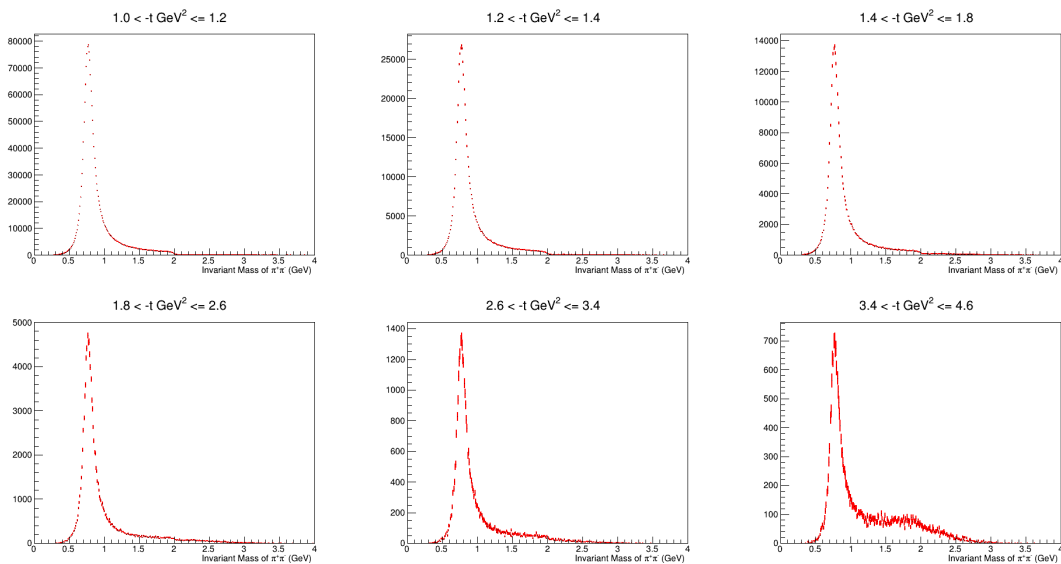 1.0 < -t GeV² <= 1.2
80000
70000
60000
50000
40000
30000
20000
10000
0
0 0.5 1 1.5 2 2.5 3 3.5 4
Invariant Mass of π⁺π⁻ (GeV)
1.2 < -t GeV² <= 1.4
25000
20000
15000
10000
5000
0
0 0.5 1 1.5 2 2.5 3 3.5 4
Invariant Mass of π⁺π⁻ (GeV)
1.4 < -t GeV² <= 1.8
14000
12000
10000
8000
6000
4000
2000
0
0 0.5 1 1.5 2 2.5 3 3.5 4
Invariant Mass of π⁺π⁻ (GeV)
1.8 < -t GeV² <= 2.6
5000
4000
3000
2000
1000
0
0 0.5 1 1.5 2 2.5 3 3.5 4
Invariant Mass of π⁺π⁻ (GeV)
2.6 < -t GeV² <= 3.4
1400
1200
1000
800
600
400
200
0
0 0.5 1 1.5 2 2.5 3 3.5 4
Invariant Mass of π⁺π⁻ (GeV)
3.4 < -t GeV² <= 4.6
700
600
500
400
300
200
100
0
0 0.5 1 1.5 2 2.5 3 3.5 4
Invariant Mass of π⁺π⁻ (GeV)